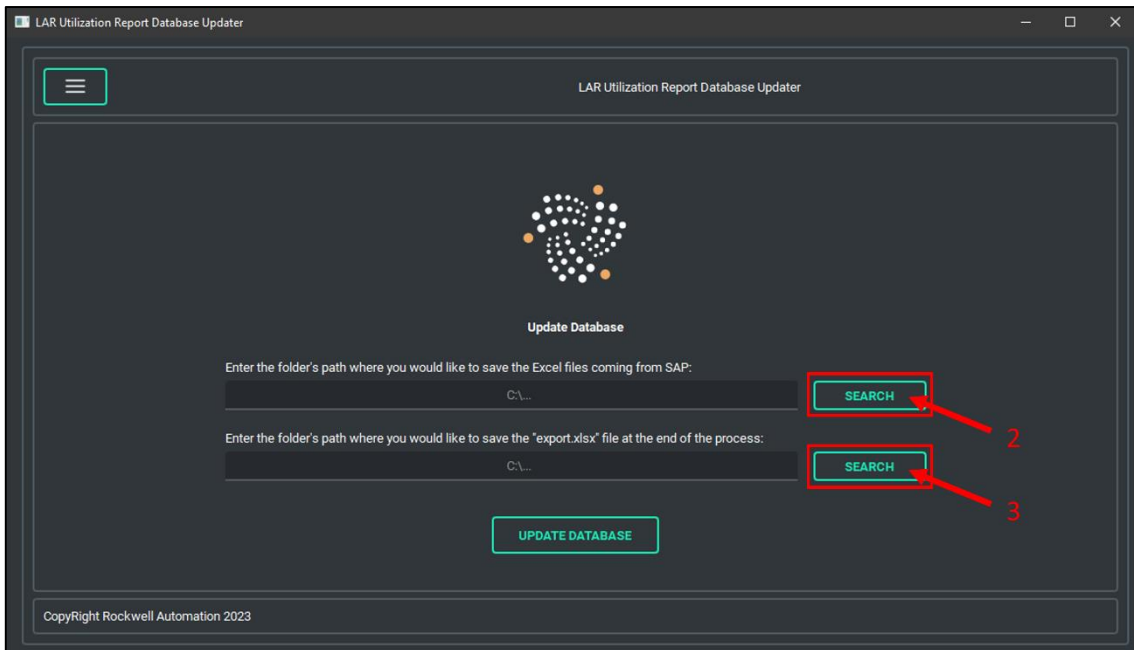 LAR Utilization Report Database Updater
LAR Utilization Report Database Updater
Update Database
Enter the folder's path where you would like to save the Excel files coming from SAP:
C:\... SEARCH
2
Enter the folder's path where you would like to save the "export.xlsx" file at the end of the process:
C:\... SEARCH
3
UPDATE DATABASE
CopyRight Rockwell Automation 2023